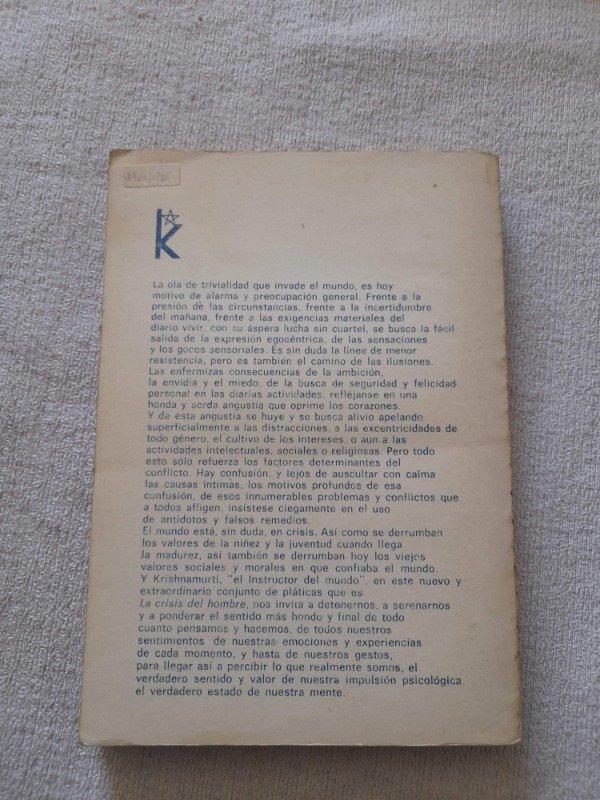 k
La ola de trivialidad que invade el mundo, es hoy
motivo de alarma y preocupación general. Frente a la
presión de las circunstancias, frente a la incertidumbre
del mañana, frente a las exigencias materiales del
diario vivir, con su áspera lucha sin cuartel, se busca la fácil
salida de la expresión egocéntrica, de las sensaciones
y los goces sensoriales. Es sin duda la línea de menor
resistencia, pero es también el camino de las ilusiones.
Las enfermizas consecuencias de la ambición,
la envidia y el miedo, de la busca de seguridad y felicidad
personal en las diarias actividades, refléjanse en una
honda y sorda angustia que oprime los corazones.
Y de esta angustia se huye y se busca alivio apelando
superficialmente a las distracciones, a las excentricidades de
todo género, el cultivo de los intereses, o aun a las
actividades intelectuales, sociales o religiosas. Pero todo
esto sólo refuerza los factores determinantes del
conflicto. Hay confusión, y lejos de auscultar con calma
las causas íntimas, los motivos profundos de esa
confusión, de esos innumerables problemas y conflictos que
a todos afligen, insístese ciegamente en el uso
de antídotos y falsos remedios.
El mundo está, sin duda, en crisis. Así como se derrumban
los valores de la niñez y la juventud cuando llega
la madurez, así también se derrumban hoy los viejos
valores sociales y morales en que confiaba el mundo.
Y Krishnamurti, "el Instructor del mundo", en este nuevo y
extraordinario conjunto de pláticas que es
La crisis del hombre, nos invita a detenernos, a serenarnos
y a ponderar el sentido más hondo y final de todo
cuanto pensamos y hacemos, de todos nuestros
sentimientos de nuestras emociones y experiencias
de cada momento, y hasta de nuestros gestos,
para llegar así a percibir lo que realmente somos, el
verdadero sentido y valor de nuestra impulsión psicológica
el verdadero estado de nuestra mente.